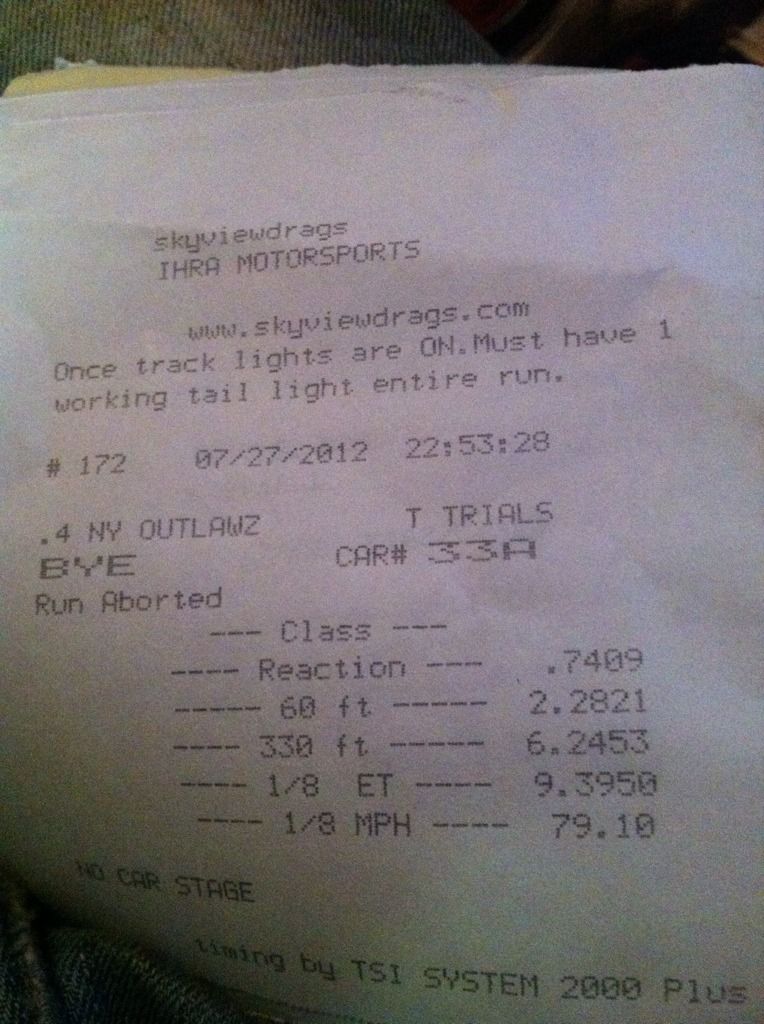 skyviewdrags
IHRA MOTORSPORTS
www.skyviewdrags.com
Once track lights are ON.Must have 1
working tail light entire run.
# 172 07/27/2012 22:53:28
.4 NY OUTLAWZ T TRIALS
BYE CAR# 33A
Run Aborted
--- Class ---
---- Reaction --- .7409
----- 60 ft ----- 2.2821
---- 330 ft ----- 6.2453
---- 1/8 ET ---- 9.3950
---- 1/8 MPH ---- 79.10
NO CAR STAGE
timing by TSI SYSTEM 2000 Plus